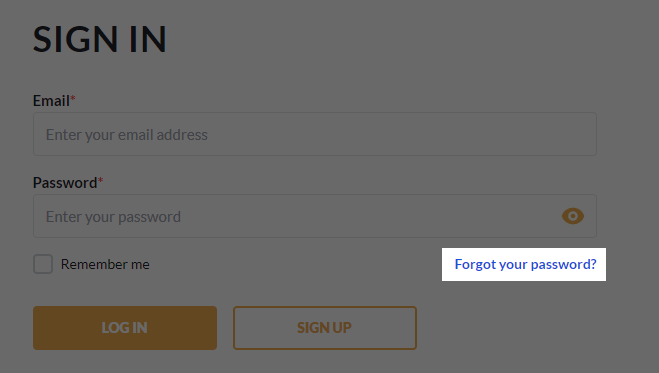 SIGN IN
Email*
Enter your email address
Password*
Enter your password
Remember me
Forgot your password?
LOG IN
SIGN UP